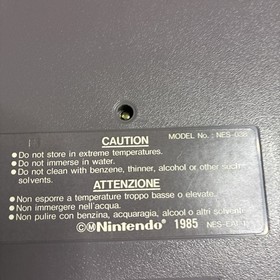 CAUTION
MODEL No. : NES-
● Do not store in extreme temperatures.
● Do not immerse in water.
● Do not clean with benzene, thinner, alcohol or other such
solvents.
ATTENZIONE
● Non esporre a temperature troppo basse o elevate.
● Non immergere nell'acqua.
● Non pulire con benzina, acquaragia, alcool o altri solventi
©Ⓜ Nintendo® 1985 NES-